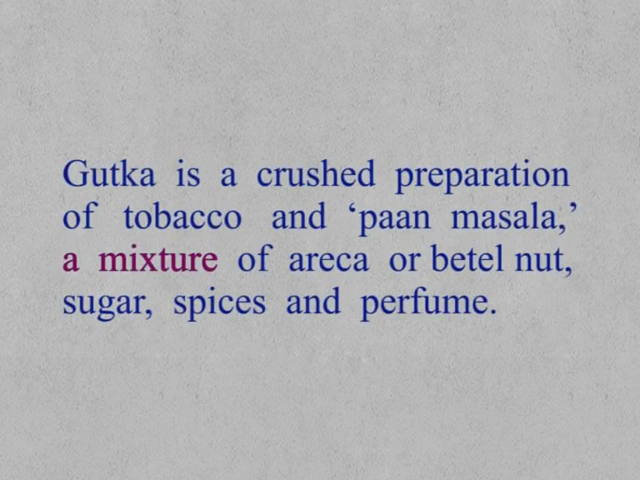 Gutka is a crushed preparation
of tobacco and ‘paan masala,’
a mixture of areca or betel nut,
sugar, spices and perfume.